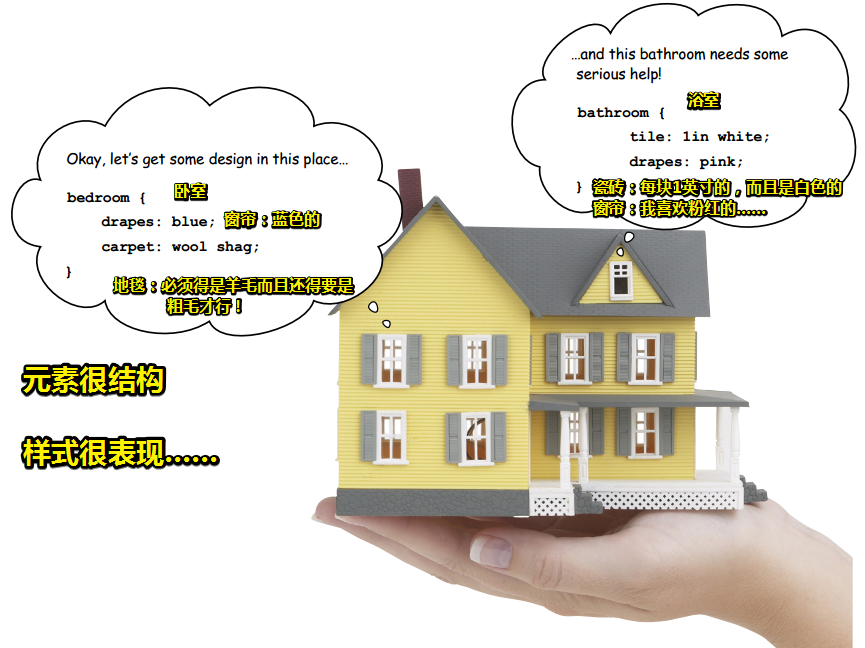 Okay, let's get some design in this place...
bedroom {
卧室
drapes: blue;
窗帘：蓝色的
carpet: wool shag;
}
地毯：必须得是羊毛而且还得要是
粗毛才行！
...and this bathroom needs some
serious help!
浴室
bathroom {
tile: 1in white;
drapes: pink;
}
瓷砖：每块1英寸的，而且是白色的
窗帘：我喜欢粉红的......
元素很结构
样式很表现......